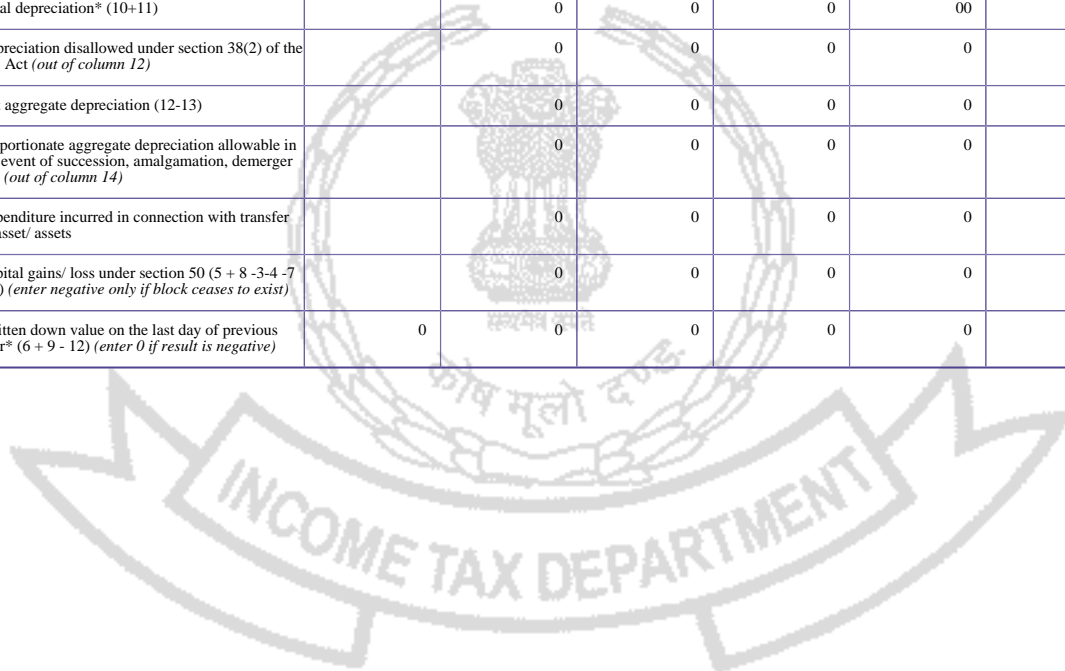 al depreciation* (10+11) 0 0 0 00
preciation disallowed under section 38(2) of the 0 0 0 0
Act (out of column 12)
aggregate depreciation (12-13) 0 0 0 0
portionate aggregate depreciation allowable in 0 0 0 0
event of succession, amalgamation, demerger
(out of column 14)
penditure incurred in connection with transfer 0 0 0 0
asset/ assets
pital gains/ loss under section 50 (5 + 8 -3-4 -7 0 0 0 0
) (enter negative only if block ceases to exist)
itten down value on the last day of previous 0 0 0 0 0
r* (6 + 9 - 12) (enter 0 if result is negative)
सत्यमेव जयते
कोष मूलो दण्ड
INCOME TAX DEPARTMENT